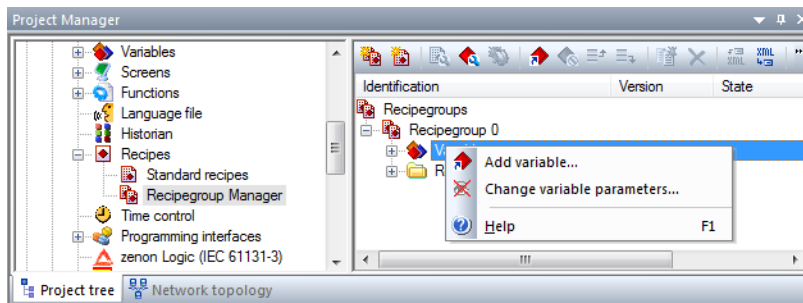 Project Manager
Variables
Screens
Functions
Language file
Historian
Recipes
Standard recipes
Recipegroup Manager
Time control
Programming interfaces
zenon Logic (IEC 61131-3)
Project tree
Network topology
XML
Identification Version State
Recipegroups
Recipegroup 0
V
R
Add variable...
Change variable parameters...
Help F1